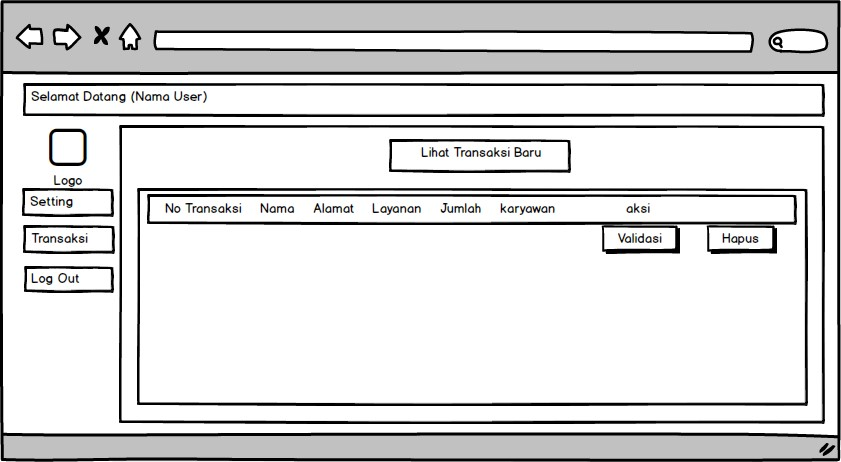 Selamat Datang (Nama User)
Logo
Setting
Transaksi
Log Out
Lihat Transaksi Baru
No Transaksi Nama Alamat Layanan Jumlah karyawan aksi
Validasi Hapus